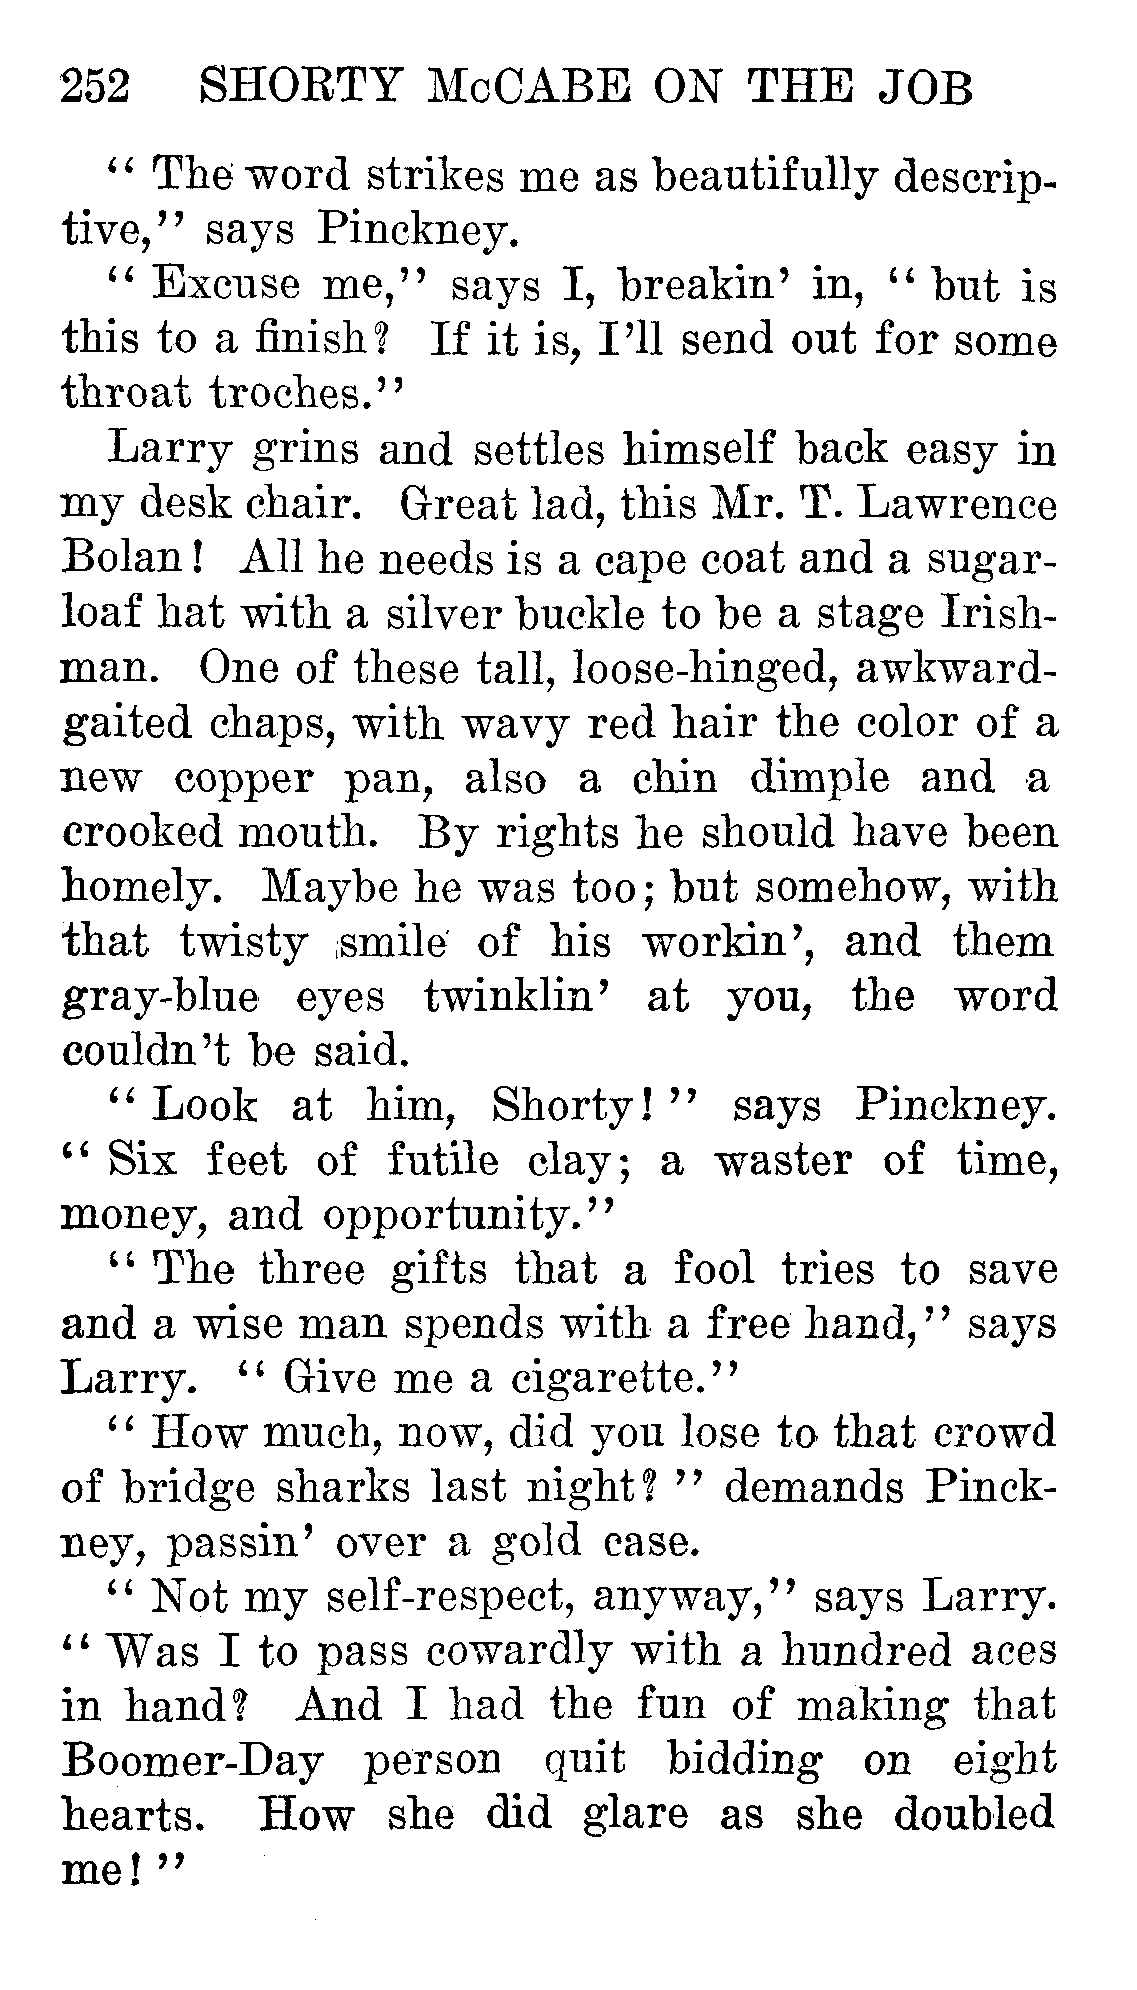 252 SHORTY McCABE ON THE JOB
“ The word strikes me as beautifully descrip-
tive,” says Pinckney.
“ Excuse me,” says I, breakin’ in, “ but is
this to a finish? If it is, I’ll send out for some
throat troches.”
Larry grins and settles himself back easy in
my desk chair. Great lad, this Mr. T. Lawrence
Bolan! All he needs is a cape coat and a sugar-
loaf hat with a silver buckle to be a stage Irish-
man. One of these tall, loose-hinged, awkward-
gaited chaps, with wavy red hair the color of a
new copper pan, also a chin dimple and a
crooked mouth. By rights he should have been
homely. Maybe he was too; but somehow, with
that twisty smile of his workin’, and them
gray-blue eyes twinklin’ at you, the word
couldn’t be said.
“ Look at him, Shorty! ” says Pinckney.
“ Six feet of futile clay; a waster of time,
money, and opportunity.”
“ The three gifts that a fool tries to save
and a wise man spends with a free hand,” says
Larry. “ Give me a cigarette.”
“ How much, now, did you lose to that crowd
of bridge sharks last night? ” demands Pinck-
ney, passin’ over a gold case.
“ Not my self-respect, anyway,” says Larry.
“ Was I to pass cowardly with a hundred aces
in hand? And I had the fun of making that
Boomer-Day person quit bidding on eight
hearts. How she did glare as she doubled
me! ”